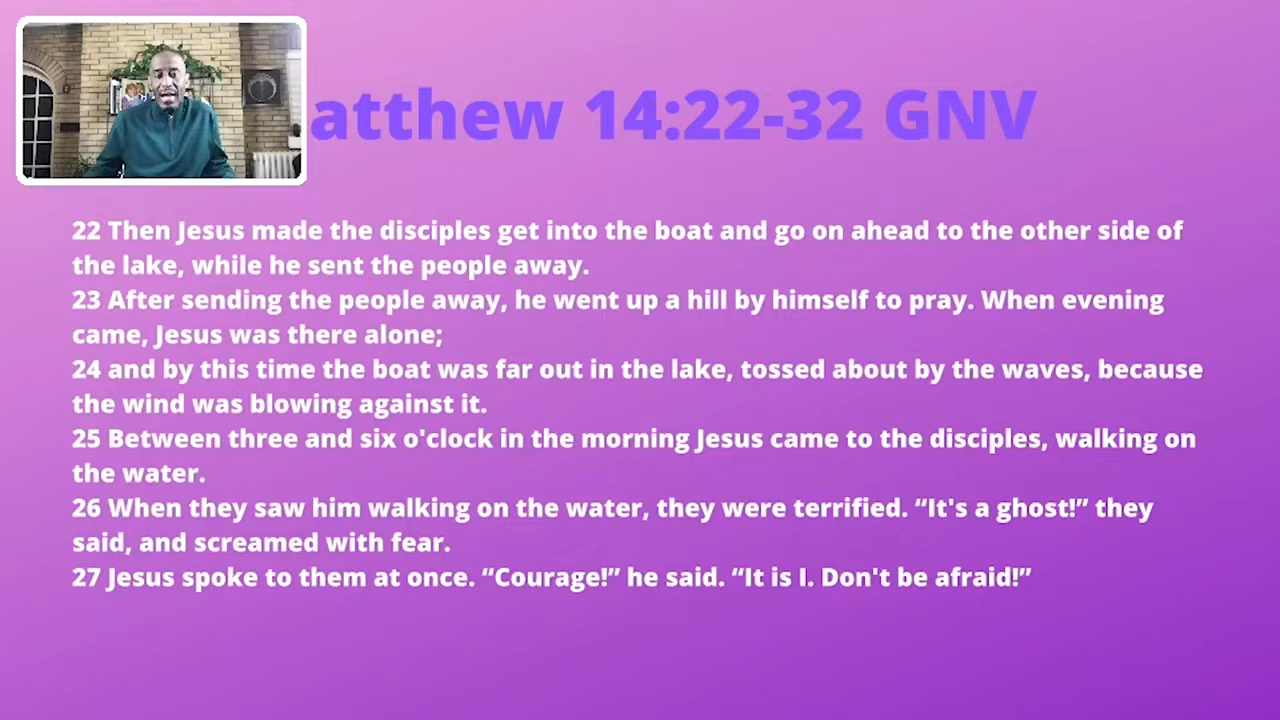 atthew 14:22-32 GNV
22 Then Jesus made the disciples get into the boat and go on ahead to the other side of
the lake, while he sent the people away.
23 After sending the people away, he went up a hill by himself to pray. When evening
came, Jesus was there alone;
24 and by this time the boat was far out in the lake, tossed about by the waves, because
the wind was blowing against it.
25 Between three and six o'clock in the morning Jesus came to the disciples, walking on
the water.
26 When they saw him walking on the water, they were terrified. “It's a ghost!” they
said, and screamed with fear.
27 Jesus spoke to them at once. “Courage!” he said. “It is I. Don't be afraid!”